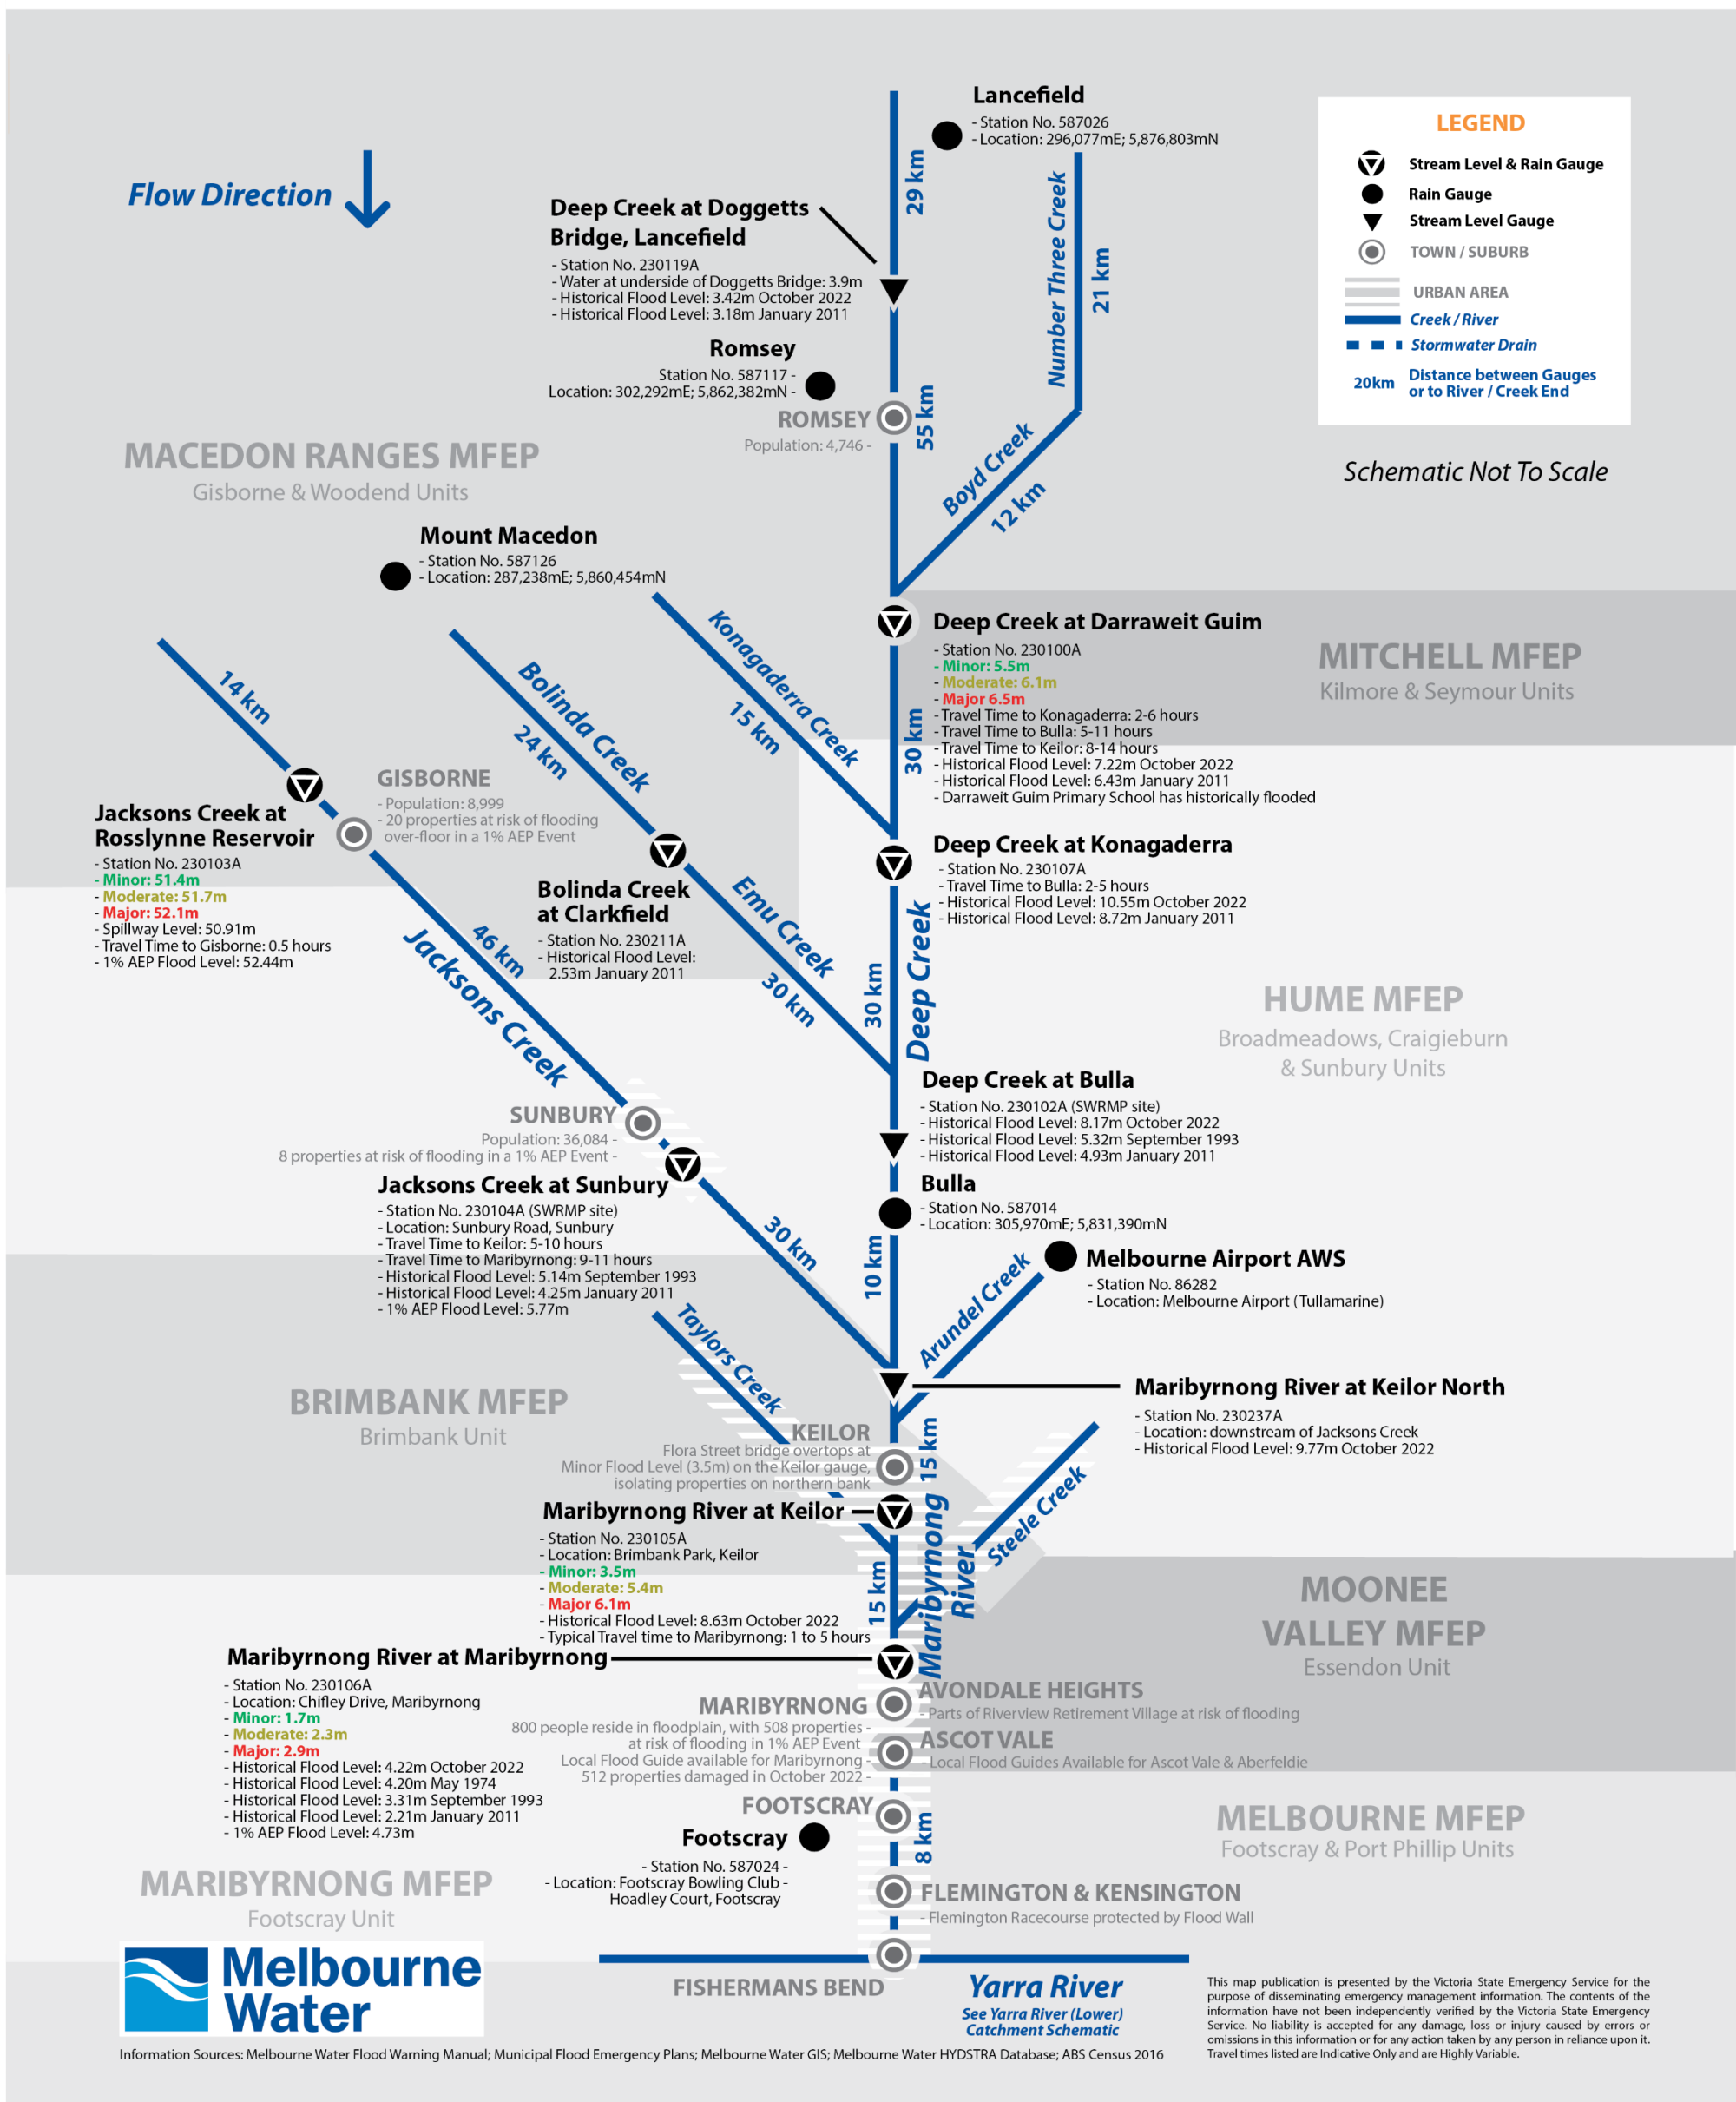 Lancefield
- Station No. 587026
- Location: 296,077mE; 5,876,803mN
LEGEND
Stream Level & Rain Gauge
Rain Gauge
Stream Level Gauge
TOWN / SUBURB
URBAN AREA
Creek / River
Stormwater Drain
20km
Distance between Gauges
or to River / Creek End
Schematic Not To Scale
Flow Direction
29 km
Number Three Creek
21 km
Deep Creek at Doggetts
Bridge, Lancefield
- Station No. 230119A
- Water at underside of Doggetts Bridge: 3.9m
- Historical Flood Level: 3.42m October 2022
- Historical Flood Level: 3.18m January 2011
Romsey
Station No. 587117 -
Location: 302,292mE; 5,862,382mN -
ROMSEY
Population: 4,746 -
55 km
Boyd Creek
12 km
MACEDON RANGES MFEP
Gisborne & Woodend Units
Mount Macedon
- Station No. 587126
- Location: 287,238mE; 5,860,454mN
Konagaderra Creek
15 km
Deep Creek at Darraweit Guim
- Station No. 230100A
- Minor: 5.5m
- Moderate: 6.1m
- Major 6.5m
- Travel Time to Konagaderra: 2-6 hours
- Travel Time to Bulla: 5-11 hours
- Travel Time to Keilor: 8-14 hours
- Historical Flood Level: 7.22m October 2022
- Historical Flood Level: 6.43m January 2011
- Darraweit Guim Primary School has historically flooded
30 km
MITCHELL MFEP
Kilmore & Seymour Units
14 km
Bolinda Creek
24 km
GISBORNE
- Population: 8,999
- 20 properties at risk of flooding
over-floor in a 1% AEP Event
Jacksons Creek at
Rosslynne Reservoir
- Station No. 230103A
- Minor: 51.4m
- Moderate: 51.7m
- Major: 52.1m
- Spillway Level: 50.91m
- Travel Time to Gisborne: 0.5 hours
- 1% AEP Flood Level: 52.44m
Bolinda Creek
at Clarkfield
- Station No. 230211A
- Historical Flood Level:
2.53m January 2011
Emu Creek
30 km
Deep Creek at Konagaderra
- Station No. 230107A
- Travel Time to Bulla: 2-5 hours
- Historical Flood Level: 10.55m October 2022
- Historical Flood Level: 8.72m January 2011
46 km
Jacksons Creek
30 km
Deep Creek
HUME MFEP
Broadmeadows, Craigieburn
& Sunbury Units
Deep Creek at Bulla
- Station No. 230102A (SWRMP site)
- Historical Flood Level: 8.17m October 2022
- Historical Flood Level: 5.32m September 1993
- Historical Flood Level: 4.93m January 2011
SUNBURY
Population: 36,084 -
8 properties at risk of flooding in a 1% AEP Event -
Jacksons Creek at Sunbury
- Station No. 230104A (SWRMP site)
- Location: Sunbury Road, Sunbury
- Travel Time to Keilor: 5-10 hours
- Travel Time to Maribyrnong: 9-11 hours
- Historical Flood Level: 5.14m September 1993
- Historical Flood Level: 4.25m January 2011
- 1% AEP Flood Level: 5.77m
30 km
Bulla
- Station No. 587014
- Location: 305,970mE; 5,831,390mN
10 km
Arundel Creek
Melbourne Airport AWS
- Station No. 86282
- Location: Melbourne Airport (Tullamarine)
Taylors Creek
BRIMBANK MFEP
Brimbank Unit
Maribyrnong River at Keilor North
- Station No. 230237A
- Location: downstream of Jacksons Creek
- Historical Flood Level: 9.77m October 2022
KEILOR
Flora Street bridge overtops at
Minor Flood Level (3.5m) on the Keilor gauge,
isolating properties on northern bank
15 km
Steele Creek
Maribyrnong River at Keilor
- Station No. 230105A
- Location: Brimbank Park, Keilor
- Minor: 3.5m
- Moderate: 5.4m
- Major 6.1m
- Historical Flood Level: 8.63m October 2022
- Typical Travel time to Maribyrnong: 1 to 5 hours
15 km
Maribyrnong
River
MOONEE
VALLEY MFEP
Essendon Unit
Maribyrnong River at Maribyrnong
- Station No. 230106A
- Location: Chifley Drive, Maribyrnong
- Minor: 1.7m
- Moderate: 2.3m
- Major: 2.9m
- Historical Flood Level: 4.22m October 2022
- Historical Flood Level: 4.20m May 1974
- Historical Flood Level: 3.31m September 1993
- Historical Flood Level: 2.21m January 2011
- 1% AEP Flood Level: 4.73m
MARIBYRNONG
800 people reside in floodplain, with 508 properties -
at risk of flooding in 1% AEP Event
Local Flood Guide available for Maribyrnong -
512 properties damaged in October 2022 -
AVONDALE HEIGHTS
- Parts of Riverview Retirement Village at risk of flooding
ASCOT VALE
- Local Flood Guides Available for Ascot Vale & Aberfeldie
FOOTSCRAY
Footscray
- Station No. 587024 -
- Location: Footscray Bowling Club -
Hoadley Court, Footscray
8 km
MELBOURNE MFEP
Footscray & Port Phillip Units
MARIBYRNONG MFEP
Footscray Unit
FLEMINGTON & KENSINGTON
- Flemington Racecourse protected by Flood Wall
FISHERMANS BEND
Yarra River
See Yarra River (Lower)
Catchment Schematic
Melbourne
Water
This map publication is presented by the Victoria State Emergency Service for the
purpose of disseminating emergency management information. The contents of the
information have not been independently verified by the Victoria State Emergency
Service. No liability is accepted for any damage, loss or injury caused by errors or
omissions in this information or for any action taken by any person in reliance upon it.
Travel times listed are Indicative Only and are Highly Variable.
Information Sources: Melbourne Water Flood Warning Manual; Municipal Flood Emergency Plans; Melbourne Water GIS; Melbourne Water HYDSTRA Database; ABS Census 2016